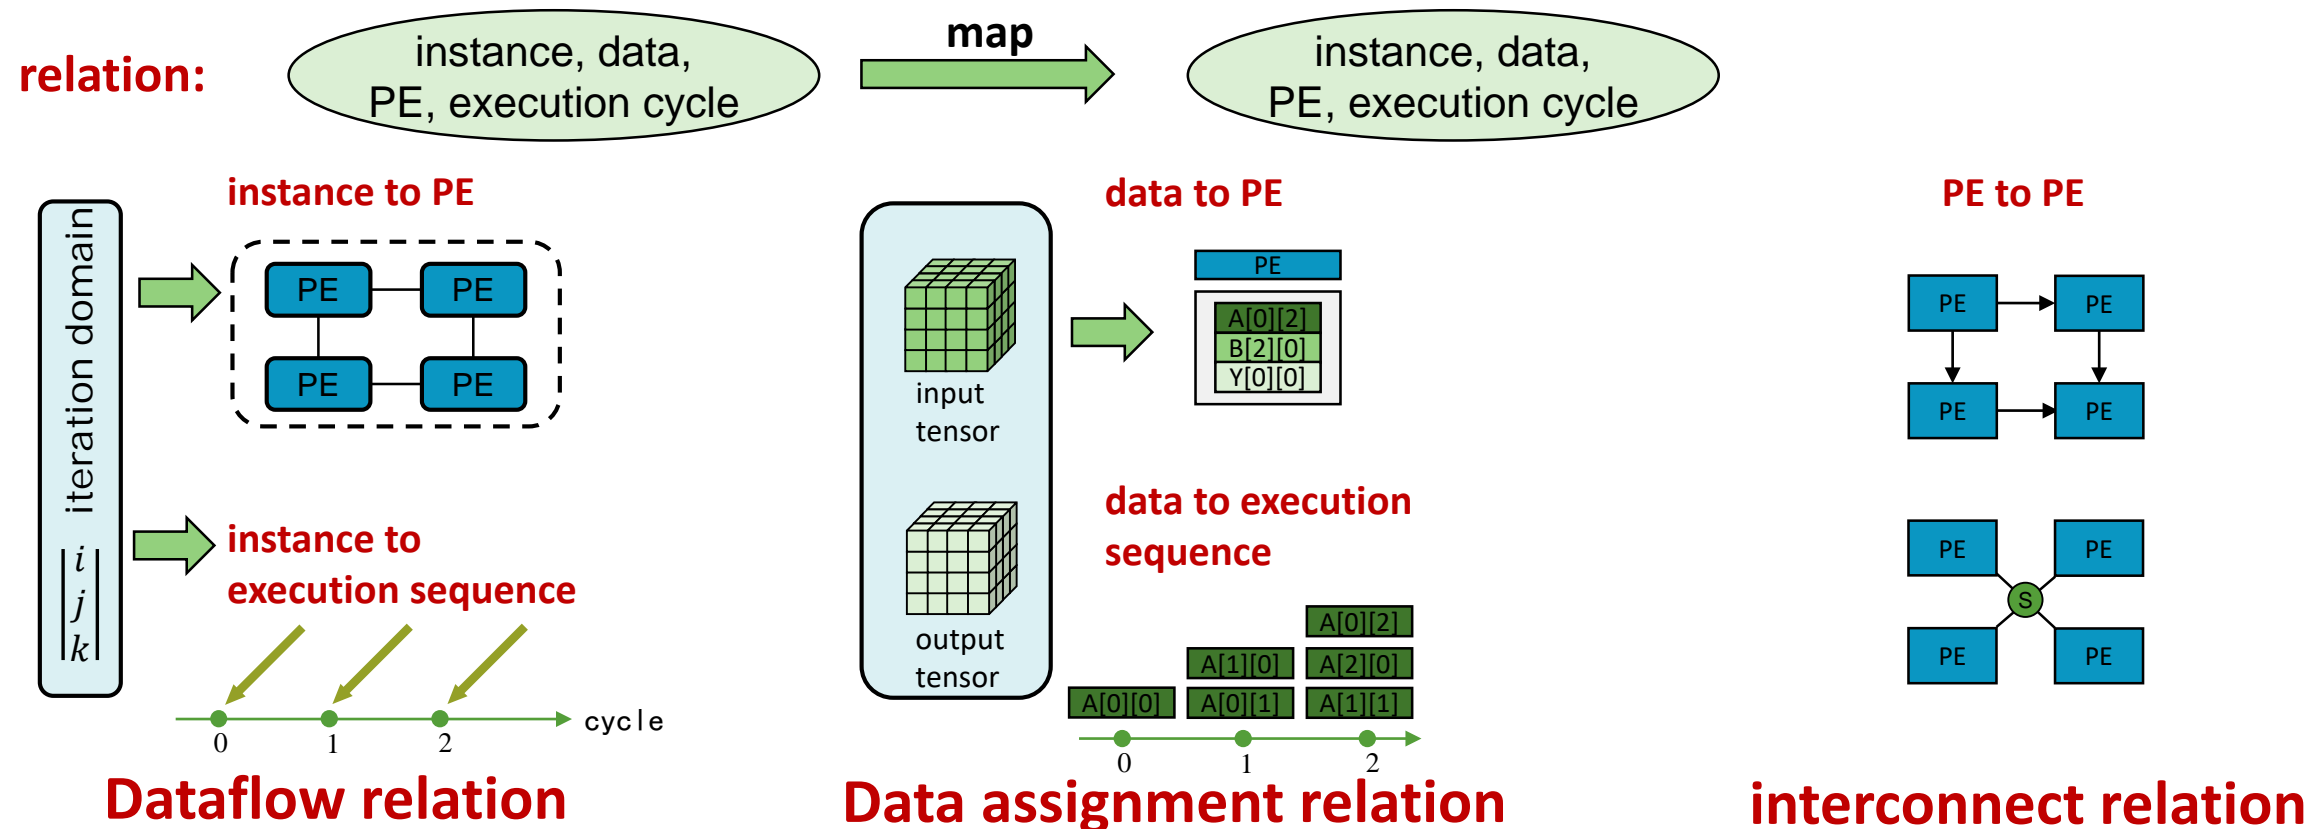 relation:
instance, data,
PE, execution cycle
map
instance, data,
PE, execution cycle
iteration domain
i
j
k
instance to PE
PE
PE
PE
PE
instance to
execution sequence
0
1
2
cycle
Dataflow relation
input
tensor
output
tensor
data to PE
PE
A[0][2]
B[2][0]
Y[0][0]
data to execution
sequence
A[0][2]
A[1][0]
A[2][0]
A[0][0]
A[0][1]
A[1][1]
0
1
2
Data assignment relation
PE to PE
PE
PE
PE
PE
PE
PE
S
PE
PE
interconnect relation